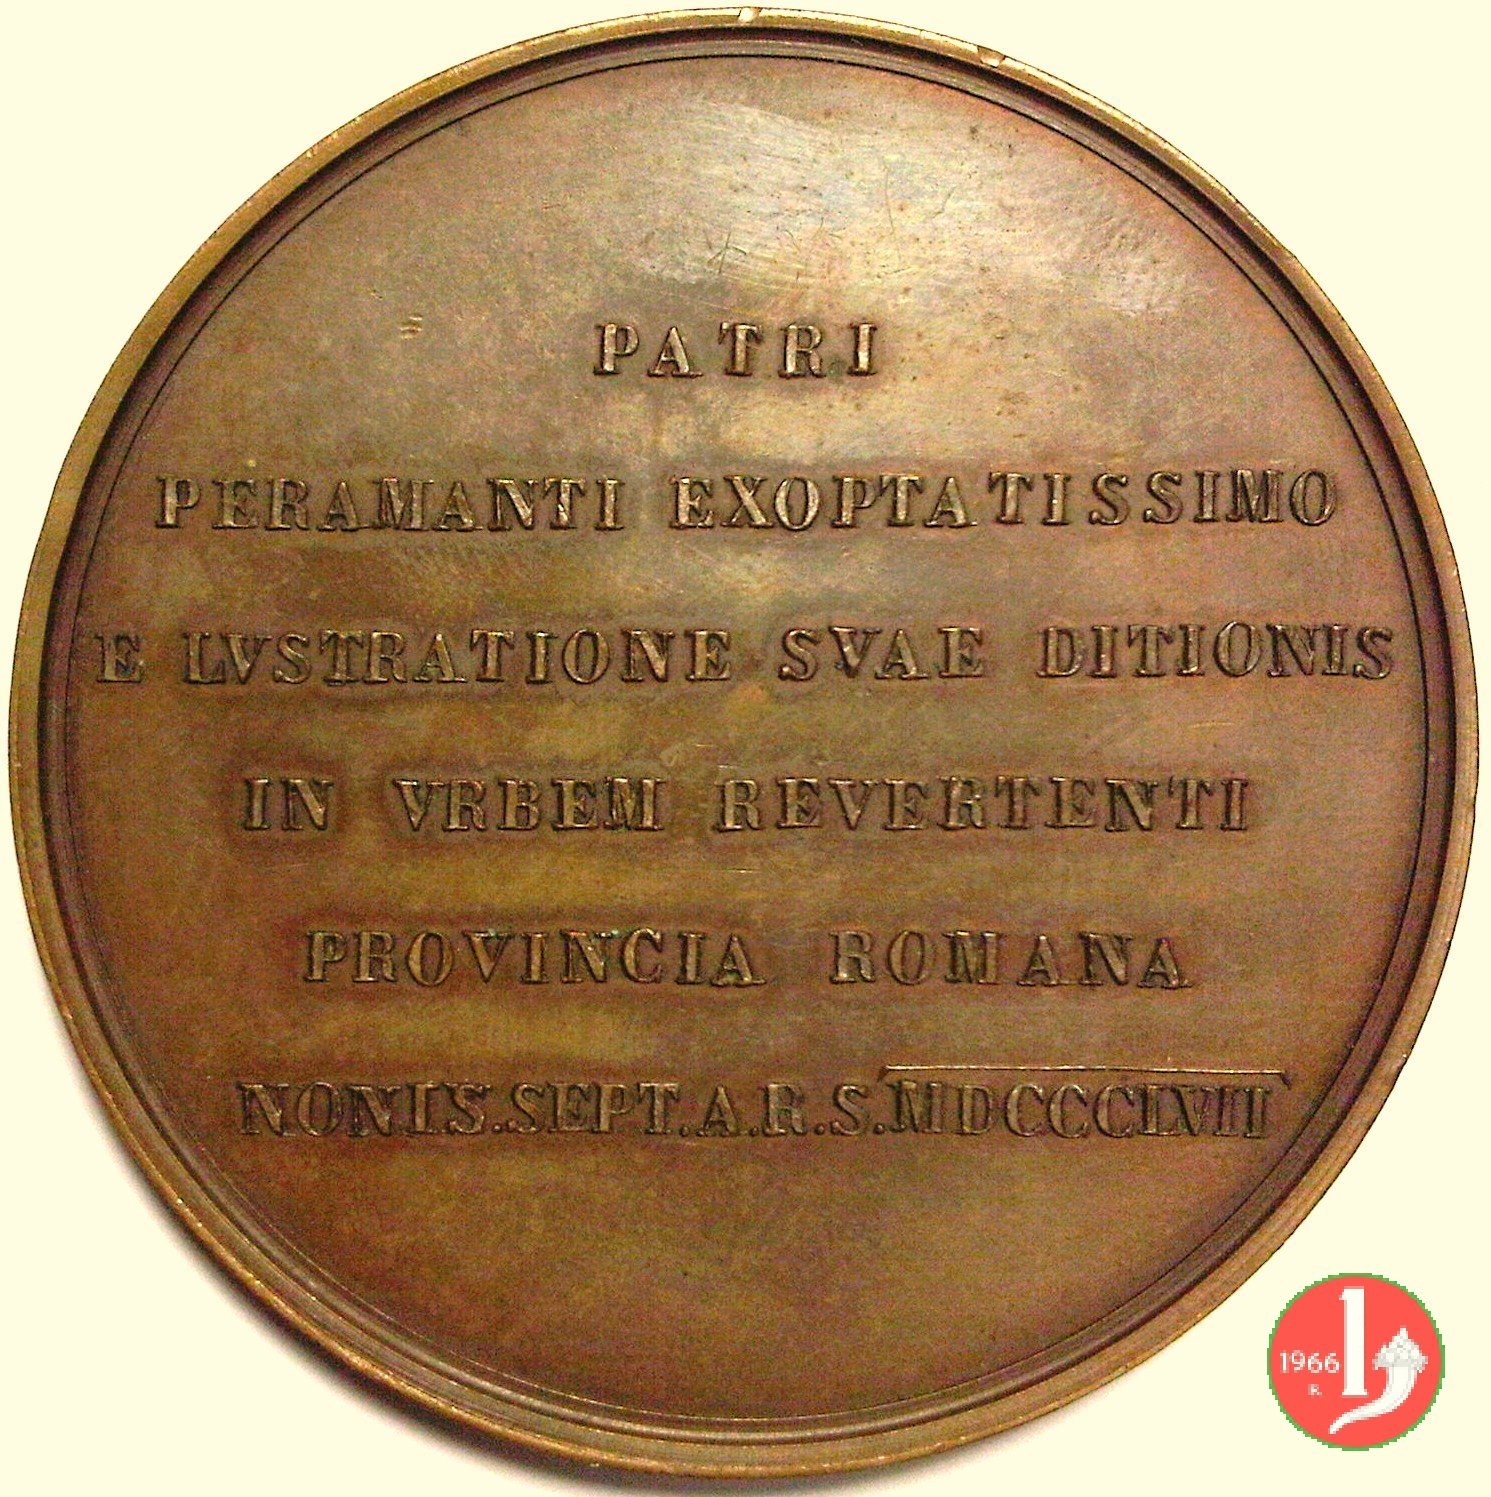 PATRI
PERAMANTI EXOPTATISSIMO
E LVSTRATIONE SVAE DITIONIS
IN VRBEM REVERTENTI
PROVINCIA ROMANA
NONIS.SEPT.A.R.S.MDCCCLVII
1966
R